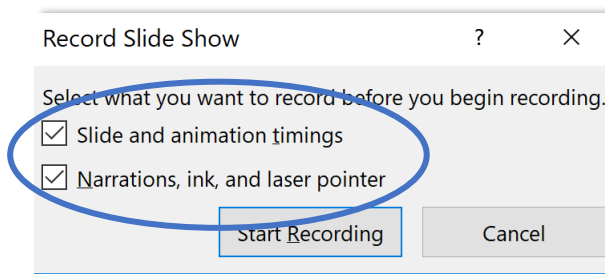 Record Slide Show ?
Select what you want to record before you begin recording.
Slide and animation timings
Narrations, ink, and laser pointer
Start Recording Cancel